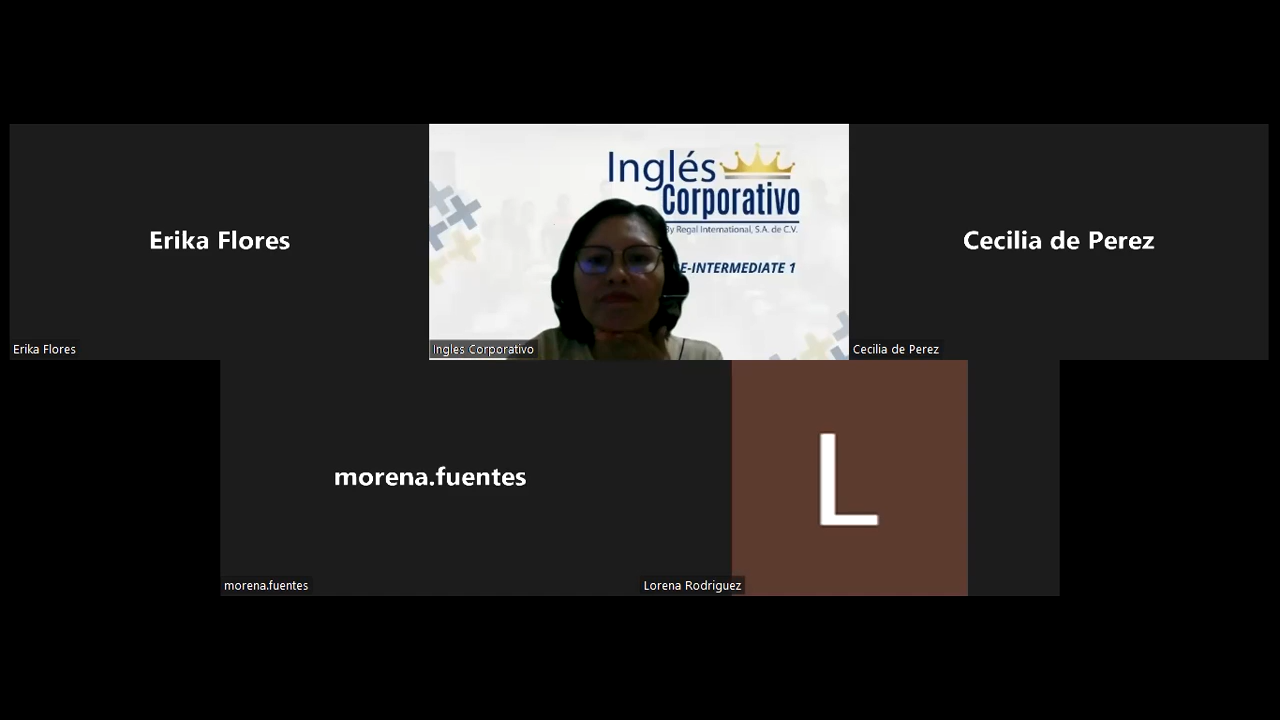 Erika Flores
Erika Flores
Inglés
Corporativo
By Regal International, S.A. de C.V.
E-INTERMEDIATE 1
Ingles Corporativo
Cecilia de Perez
Cecilia de Perez
morena.fuentes
morena.fuentes
L
Lorena Rodriguez